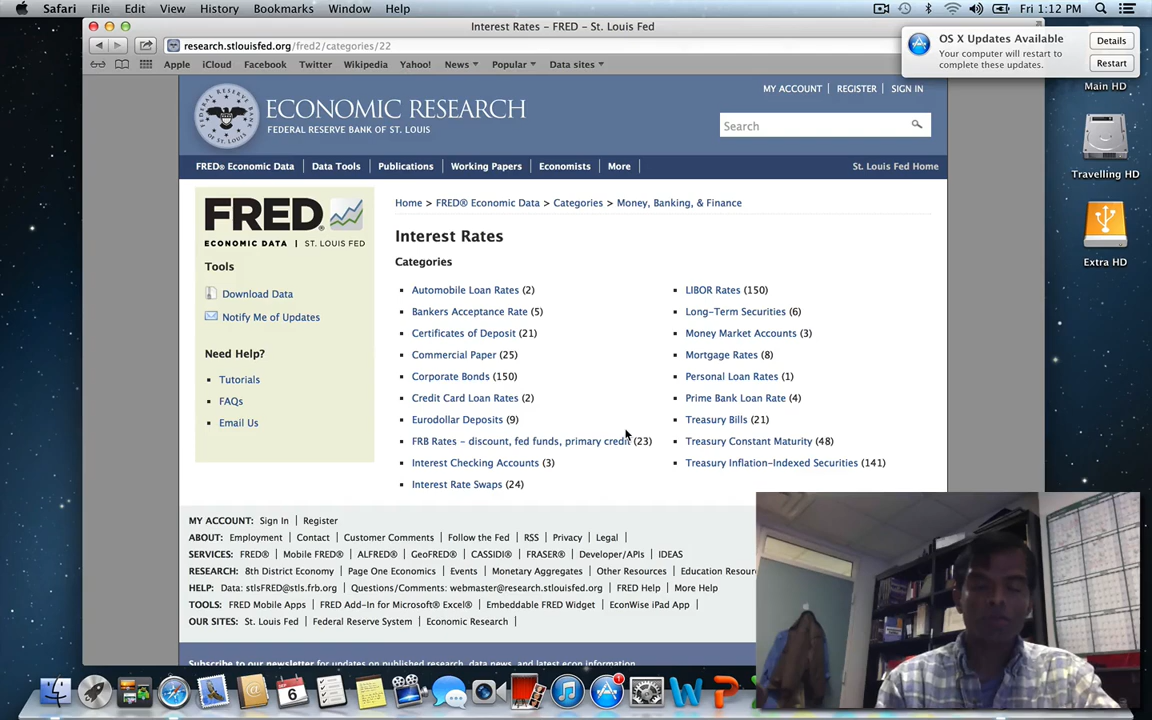 Safari File Edit View History Bookmarks Window Help Fri 1:12 PM
Interest Rates – FRED – St. Louis Fed
research.stlouisfed.org/fred2/categories/22
Apple iCloud Facebook Twitter Wikipedia Yahoo! News Popular Data sites
OS X Updates Available
Your computer will restart to
complete these updates.
Details
Restart
Main HD
Travelling HD
Extra HD
MY ACCOUNT REGISTER SIGN IN
ECONOMIC RESEARCH
FEDERAL RESERVE BANK OF ST. LOUIS
Search
FRED® Economic Data | Data Tools | Publications | Working Papers | Economists | More | St. Louis Fed Home
FRED®
ECONOMIC DATA | ST. LOUIS FED
Tools
Download Data
Notify Me of Updates
Need Help?
Tutorials
FAQs
Email Us
Home > FRED® Economic Data > Categories > Money, Banking, & Finance
Interest Rates
Categories
Automobile Loan Rates (2)
Bankers Acceptance Rate (5)
Certificates of Deposit (21)
Commercial Paper (25)
Corporate Bonds (150)
Credit Card Loan Rates (2)
Eurodollar Deposits (9)
FRB Rates – discount, fed funds, primary credit (23)
Interest Checking Accounts (3)
Interest Rate Swaps (24)
LIBOR Rates (150)
Long-Term Securities (6)
Money Market Accounts (3)
Mortgage Rates (8)
Personal Loan Rates (1)
Prime Bank Loan Rate (4)
Treasury Bills (21)
Treasury Constant Maturity (48)
Treasury Inflation-Indexed Securities (141)
MY ACCOUNT: Sign In | Register
ABOUT: Employment | Contact | Customer Comments | Follow the Fed | RSS | Privacy | Legal |
SERVICES: FRED® | Mobile FRED® | ALFRED® | GeoFRED® | CASSIDI® | FRASER® | Developer/APIs | IDEAS
RESEARCH: 8th District Economy | Page One Economics | Events | Monetary Aggregates | Other Resources | Education Resour
HELP: Data: stlsFRED@stls.frb.org | Questions/Comments: webmaster@research.stlouisfed.org | FRED Help | More Help
TOOLS: FRED Mobile Apps | FRED Add-In for Microsoft® Excel® | Embeddable FRED Widget | EconWise iPad App |
OUR SITES: St. Louis Fed | Federal Reserve System | Economic Research |
Subscribe to our newsletter for updates on published research, data news, and latest econ information.
6
1